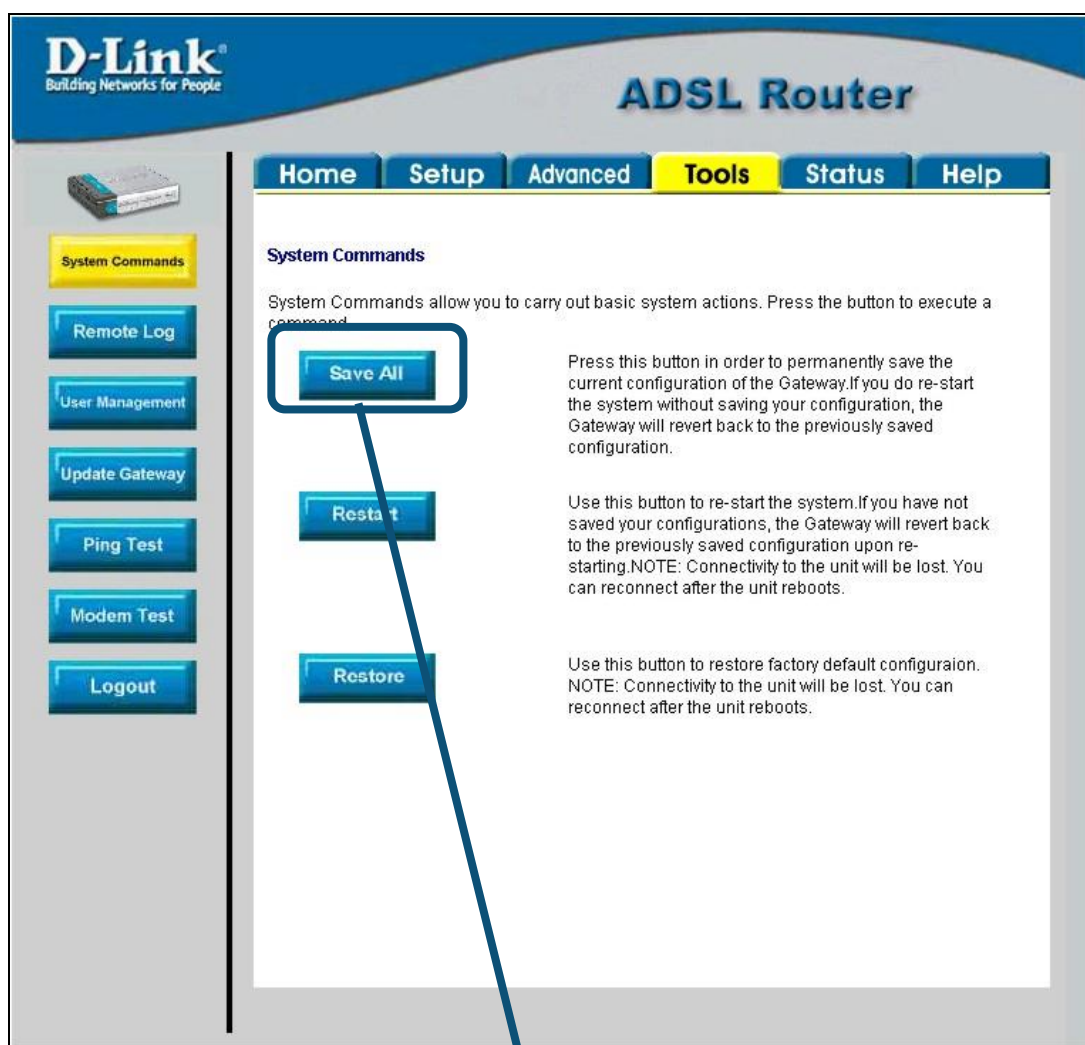 D-Link®
Building Networks for People
ADSL Router
Home Setup Advanced Tools Status Help
System Commands
Remote Log
User Management
Update Gateway
Ping Test
Modem Test
Logout
System Commands
System Commands allow you to carry out basic system actions. Press the button to execute a
command.
Save All
Press this button in order to permanently save the
current configuration of the Gateway.If you do re-start
the system without saving your configuration, the
Gateway will revert back to the previously saved
configuration.
Restart
Use this button to re-start the system.If you have not
saved your configurations, the Gateway will revert back
to the previously saved configuration upon re-
starting.NOTE: Connectivity to the unit will be lost. You
can reconnect after the unit reboots.
Restore
Use this button to restore factory default configuraion.
NOTE: Connectivity to the unit will be lost. You can
reconnect after the unit reboots.